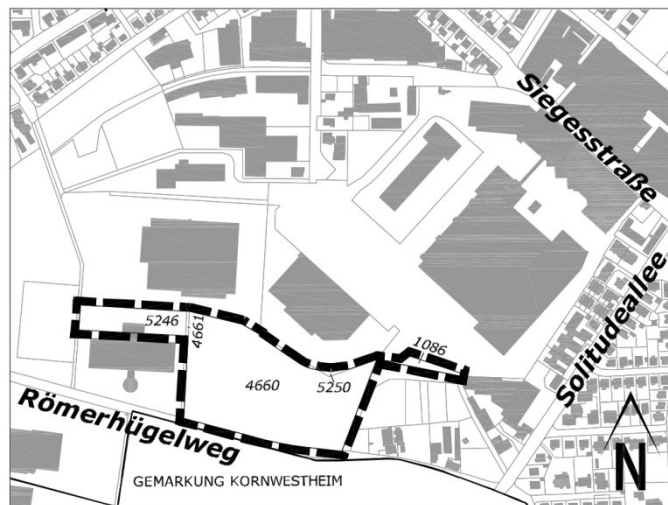 Siegesstraße
Solitudeallee
5246
4661
1086
4660
5250
Römerhügelweg
N
GEMARKUNG KORNWESTHEIM